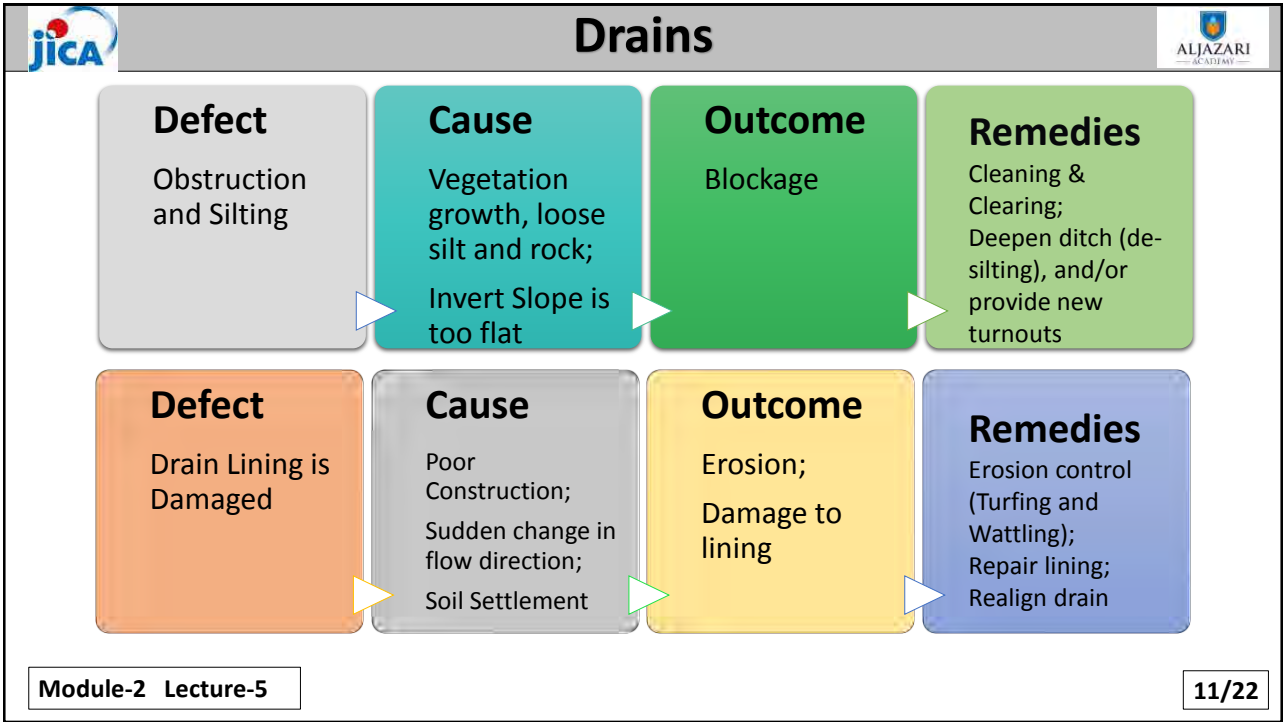 jICA
Drains
ALJAZARI
ACADEMY
Defect
Obstruction
and Silting
Cause
Vegetation
growth, loose
silt and rock;
Invert Slope is
too flat
Outcome
Blockage
Remedies
Cleaning &
Clearing;
Deepen ditch (de-
silting), and/or
provide new
turnouts
Defect
Drain Lining is
Damaged
Cause
Poor
Construction;
Sudden change in
flow direction;
Soil Settlement
Outcome
Erosion;
Damage to
lining
Remedies
Erosion control
(Turfing and
Wattling);
Repair lining;
Realign drain
Module-2 Lecture-5
11/22